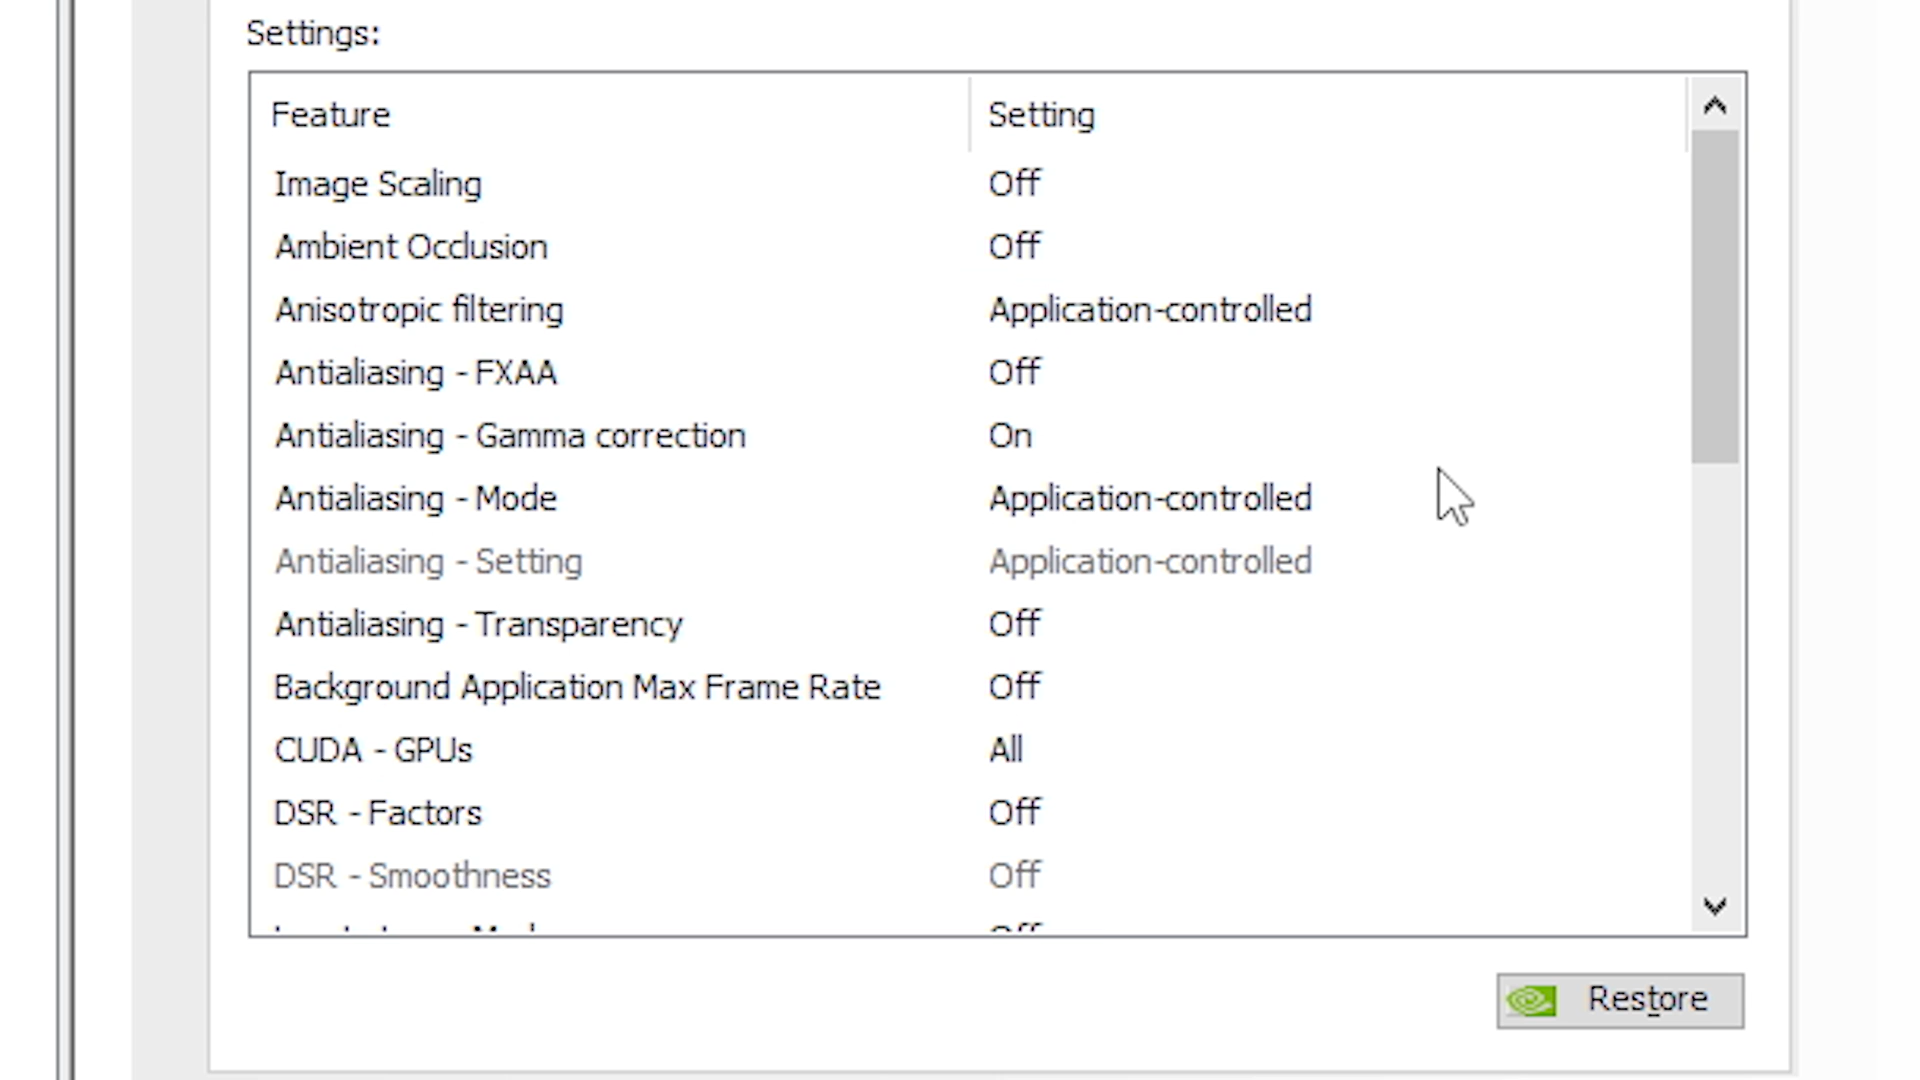 Settings:
Feature Setting
Image Scaling Off
Ambient Occlusion Off
Anisotropic filtering Application-controlled
Antialiasing - FXAA Off
Antialiasing - Gamma correction On
Antialiasing - Mode Application-controlled
Antialiasing - Setting Application-controlled
Antialiasing - Transparency Off
Background Application Max Frame Rate Off
CUDA - GPUs All
DSR - Factors Off
DSR - Smoothness Off
Restore